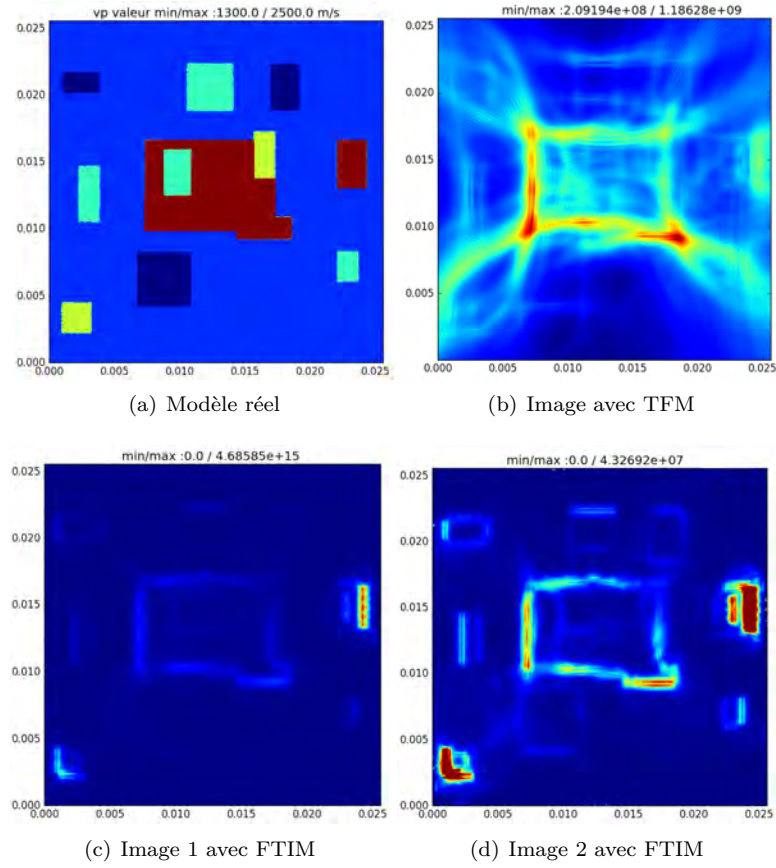 vp valeur min/max :1300.0 / 2500.0 m/s
0.025
0.020
0.015
0.010
0.005
0.000
0.000 0.005 0.010 0.015 0.020 0.025
(a) Modèle réel
min/max :2.09194e+08 / 1.18628e+09
0.025
0.020
0.015
0.010
0.005
0.000
0.000 0.005 0.010 0.015 0.020 0.025
(b) Image avec TFM
min/max :0.0 / 4.68585e+15
0.025
0.020
0.015
0.010
0.005
0.000
0.000 0.005 0.010 0.015 0.020 0.025
(c) Image 1 avec FTIM
min/max :0.0 / 4.32692e+07
0.025
0.020
0.015
0.010
0.005
0.000
0.000 0.005 0.010 0.015 0.020 0.025
(d) Image 2 avec FTIM